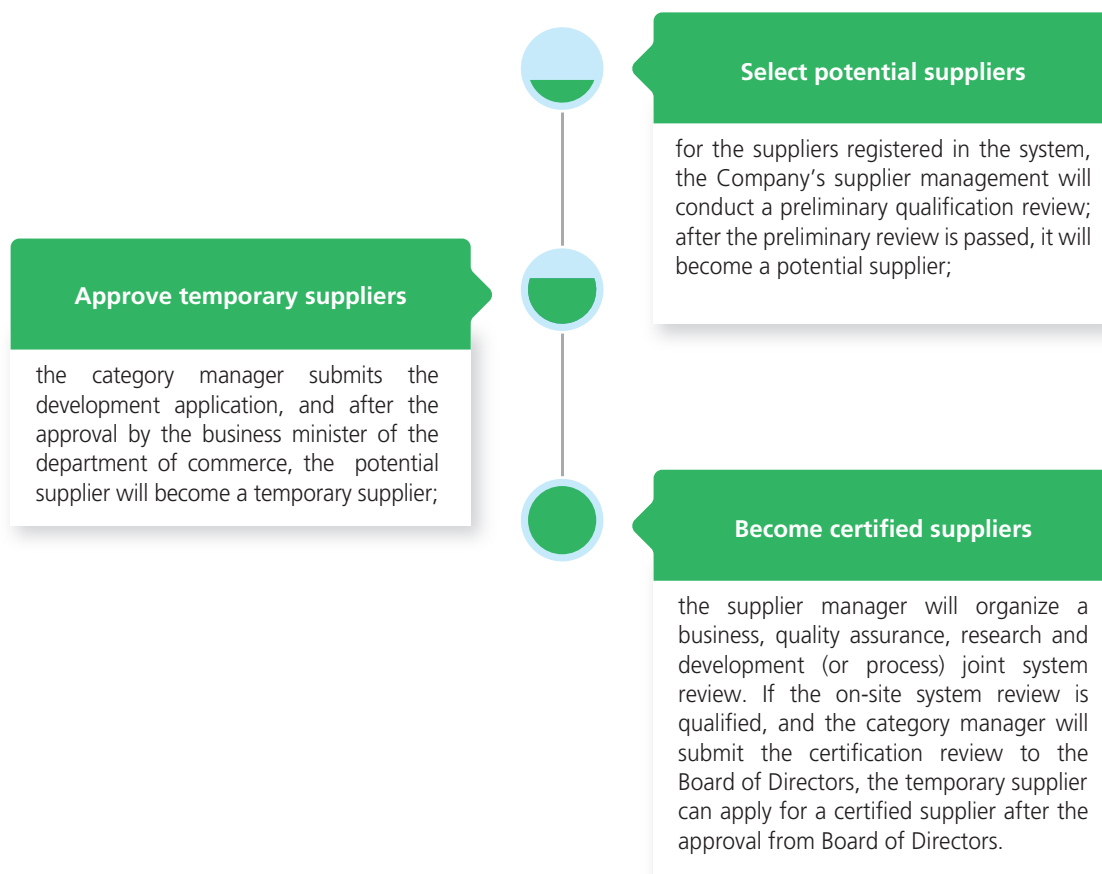 Select potential suppliers
for the suppliers registered in the system,
the Company's supplier management will
conduct a preliminary qualification review;
after the preliminary review is passed, it will
become a potential supplier;
Approve temporary suppliers
the category manager submits the
development application, and after the
approval by the business minister of the
department of commerce, the potential
supplier will become a temporary supplier;
Become certified suppliers
the supplier manager will organize a
business, quality assurance, research and
development (or process) joint system
review. If the on-site system review is
qualified, and the category manager will
submit the certification review to the
Board of Directors, the temporary supplier
can apply for a certified supplier after the
approval from Board of Directors.